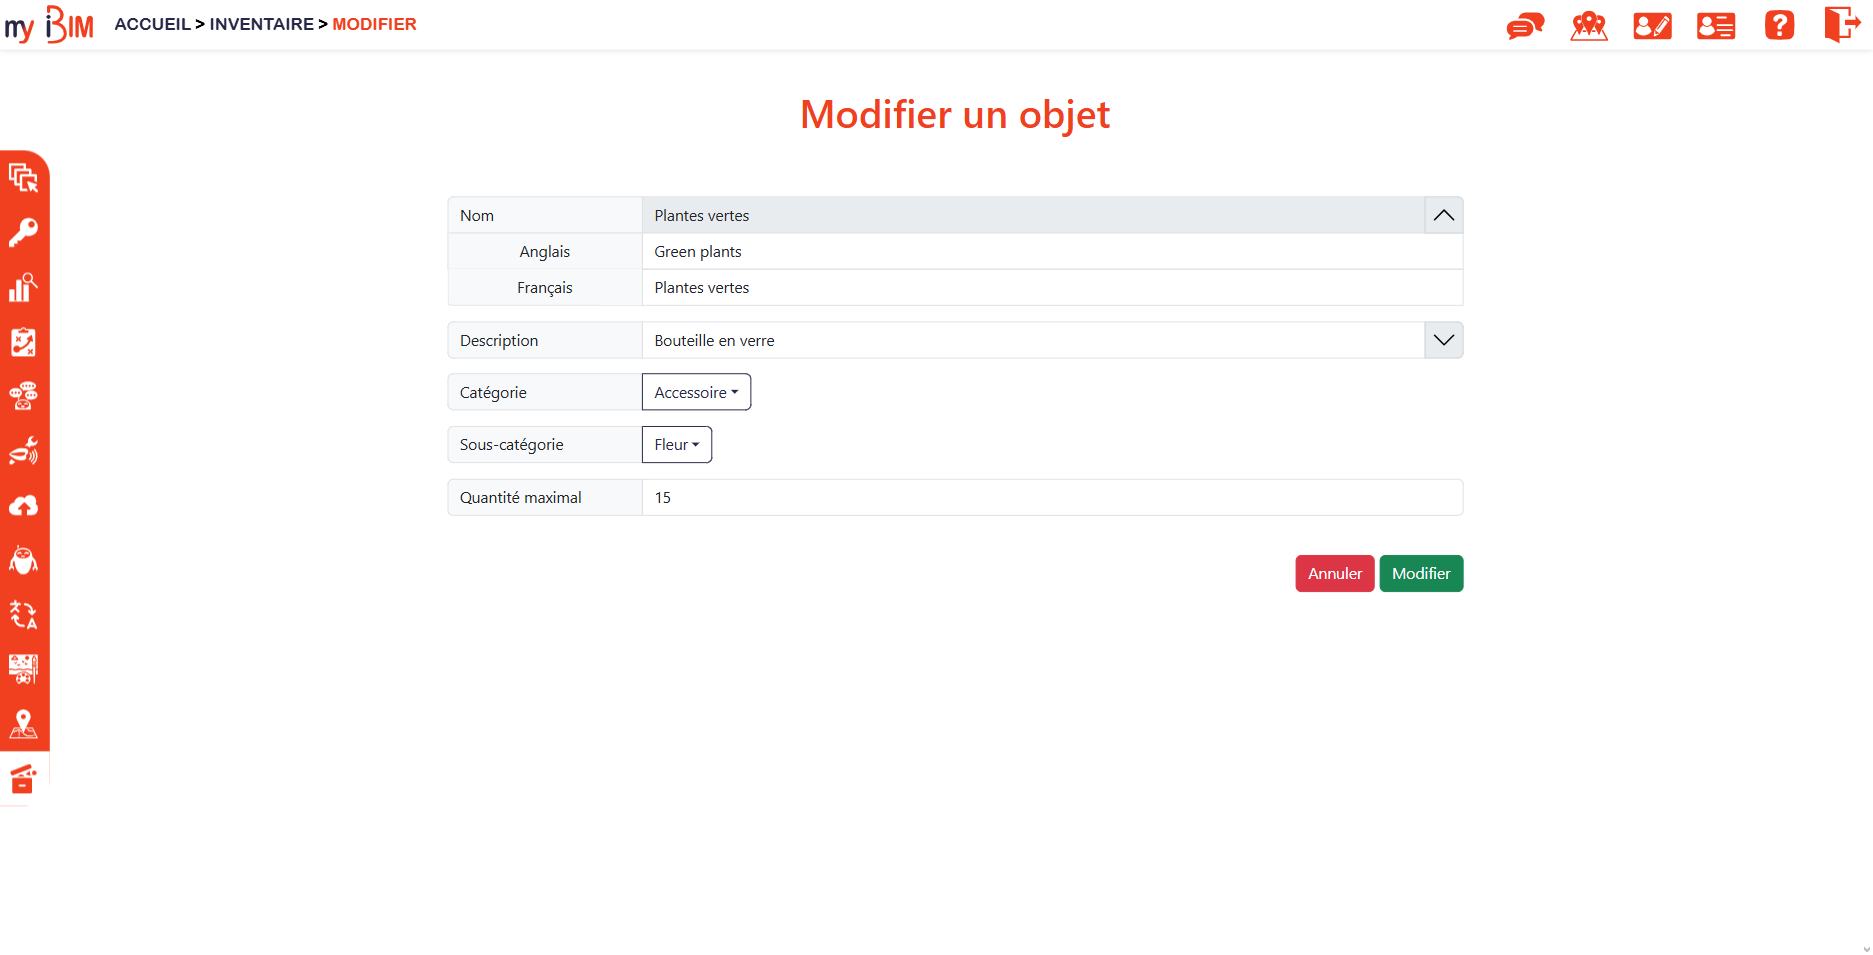 my iBIM
ACCUEIL > INVENTAIRE > MODIFIER
Modifier un objet
Nom Plantes vertes
Anglais Green plants
Français Plantes vertes
Description Bouteille en verre
Catégorie Accessoire
Sous-catégorie Fleur
Quantité maximal 15
Annuler Modifier